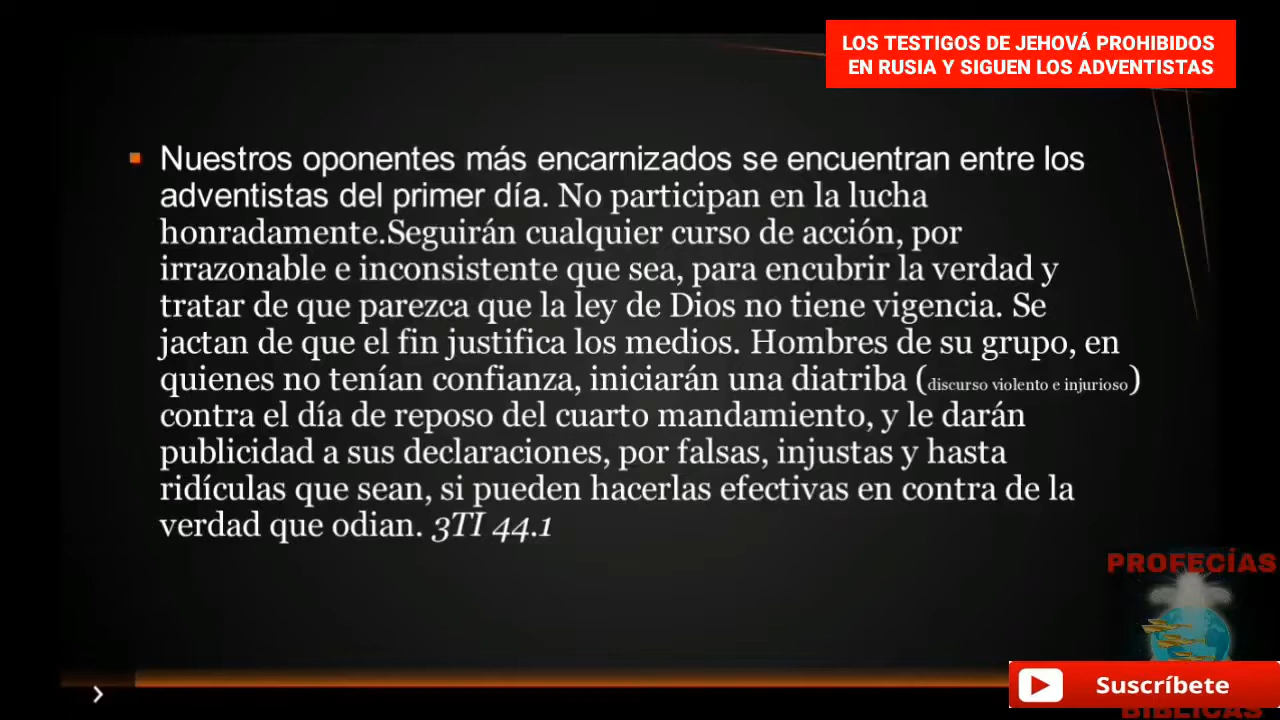 LOS TESTIGOS DE JEHOVÁ PROHIBIDOS
EN RUSIA Y SIGUEN LOS ADVENTISTAS
Nuestros oponentes más encarnizados se encuentran entre los
adventistas del primer día. No participan en la lucha
honradamente.Seguirán cualquier curso de acción, por
irrazonable e inconsistente que sea, para encubrir la verdad y
tratar de que parezca que la ley de Dios no tiene vigencia. Se
jactan de que el fin justifica los medios. Hombres de su grupo, en
quienes no tenían confianza, iniciarán una diatriba (discurso violento e injurioso)
contra el día de reposo del cuarto mandamiento, y le darán
publicidad a sus declaraciones, por falsas, injustas y hasta
ridículas que sean, si pueden hacerlas efectivas en contra de la
verdad que odian. 3TI 44.1
PROFECÍAS
Suscríbete
BÍBLICAS